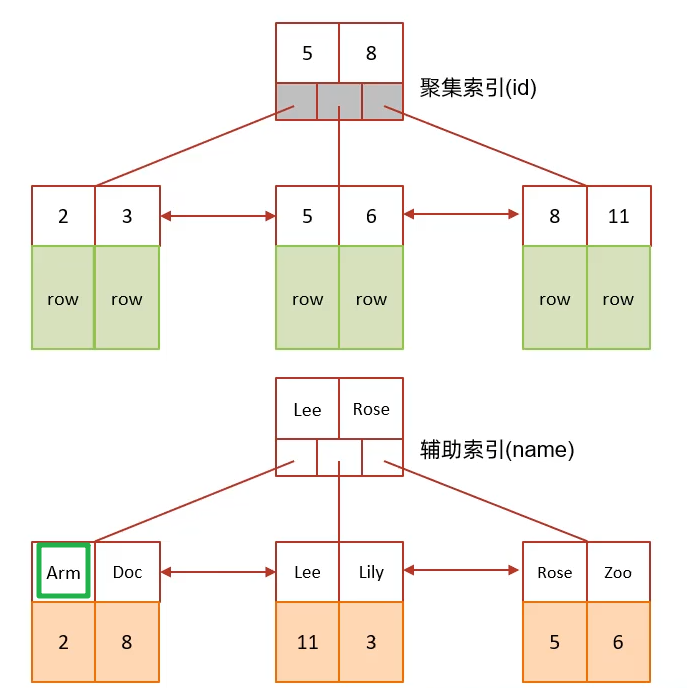 5 8
聚集索引(id)
2 3 5 6 8 11
row row row row row row
Lee Rose
辅助索引(name)
Arm Doc Lee Lily Rose Zoo
2 8 11 3 5 6